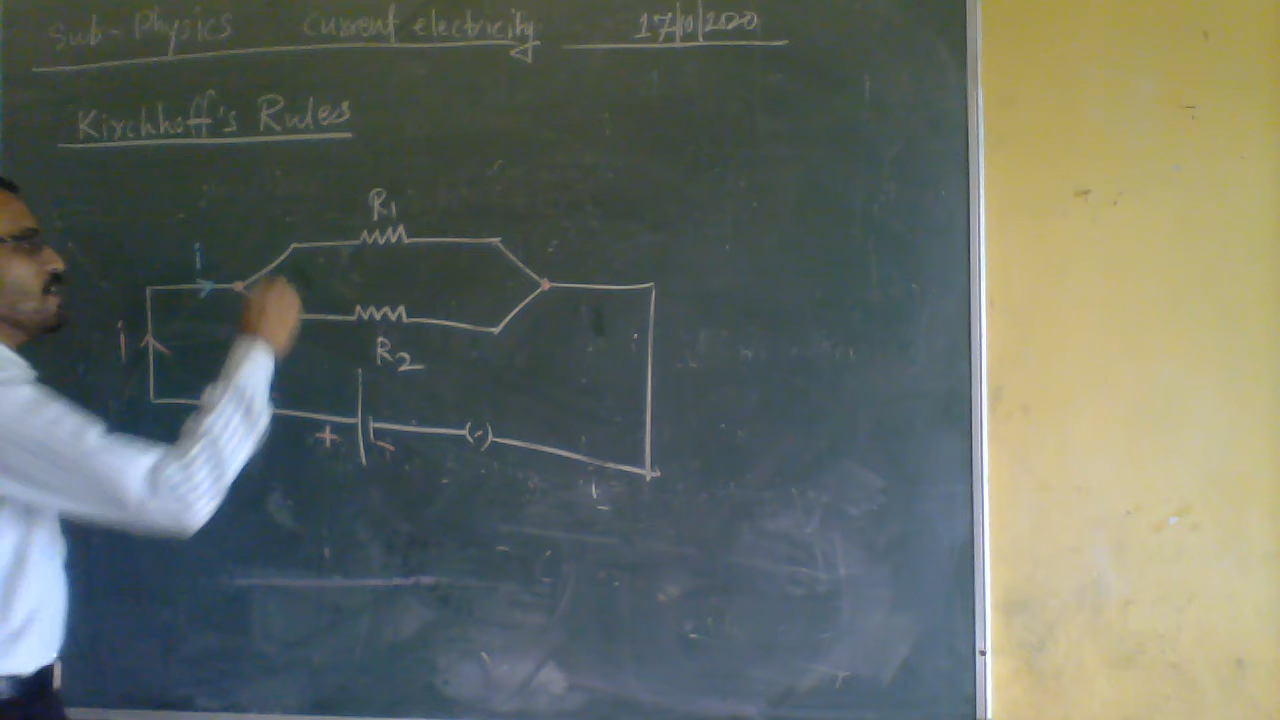 Sub-Physics Current electricity 17/10/2020
Kirchhoff's Rules
R1
i
i
R2
+ -
(·)